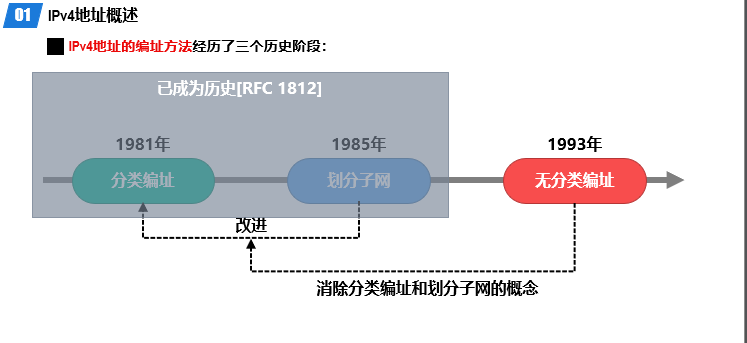 01 IPv4地址概述
IPv4地址的编址方法经历了三个历史阶段：
已成为历史[RFC 1812]
1981年 1985年 1993年
分类编址 划分子网 无分类编址
改进
消除分类编址和划分子网的概念